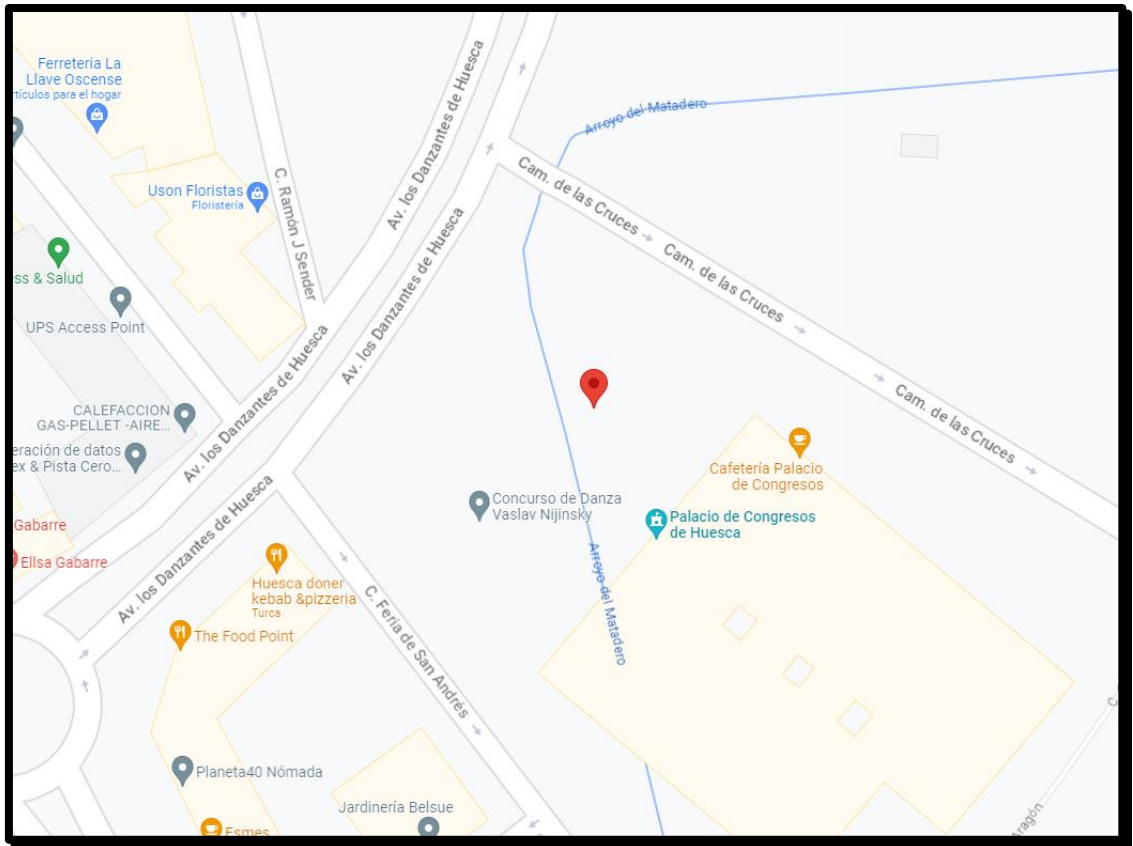 Ferreteria La
Llave Oscense
tículos para el hogar
Av. los Danzantes de Huesca
Arroyo del Matadero
Uson Floristas
Floristería
C. Ramón J Sender
Cam. de las Cruces
Av. los Danzantes de Huesca
Cam. de las Cruces
ss & Salud
UPS Access Point
Av. los Danzantes de Huesca
CALEFACCION
GAS-PELLET -AIRE...
Cam. de las Cruces
eración de datos
ex & Pista Cero...
Cafetería Palacio
de Congresos
Concurso de Danza
Vaslav Nijinsky
Palacio de Congresos
de Huesca
Gabarre
Ellsa Gabarre
Av. los Danzantes de Huesca
Huesca doner
kebab &pizzeria
Turca
Arroyo del Matadero
The Food Point
C. Feria de San Andrés
C.
Planeta40 Nómada
Jardinería Belsue
Aragón
Esmes